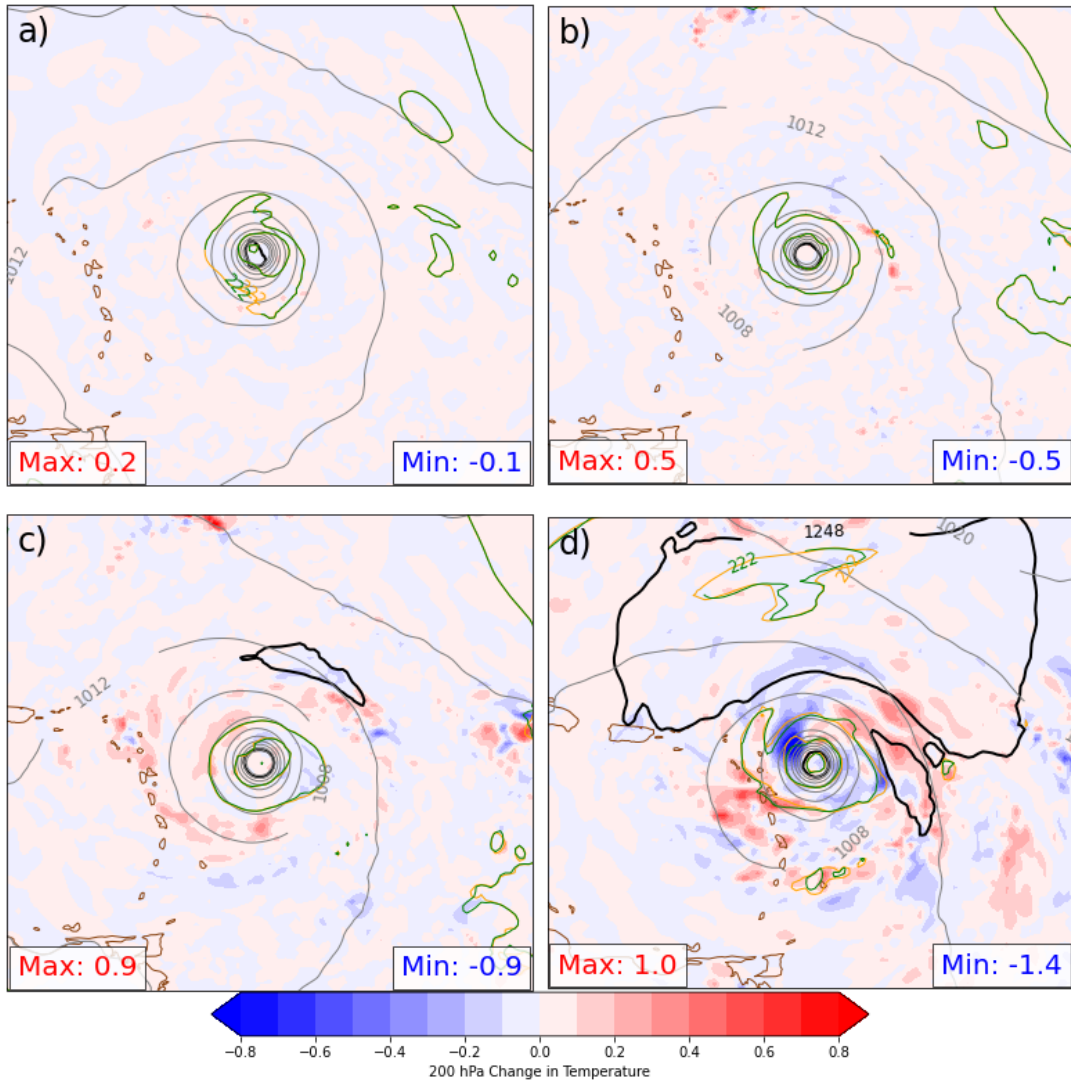 a)
1012
Max: 0.2
Min: -0.1
b)
1012
1008
Max: 0.5
Min: -0.5
c)
1012
1008
Max: 0.9
Min: -0.9
d)
1248
1020
222
222
1008
Max: 1.0
Min: -1.4
−0.8 −0.6 −0.4 −0.2 0.0 0.2 0.4 0.6 0.8
200 hPa Change in Temperature